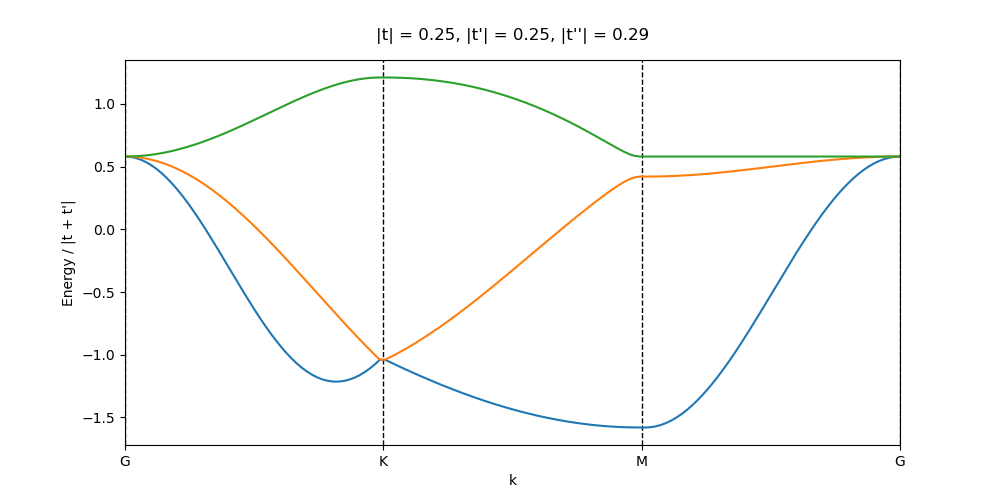 |t| = 0.25, |t'| = 0.25, |t''| = 0.29
Energy / |t + t'|
1.0
0.5
0.0
−0.5
−1.0
−1.5
G K M G
k